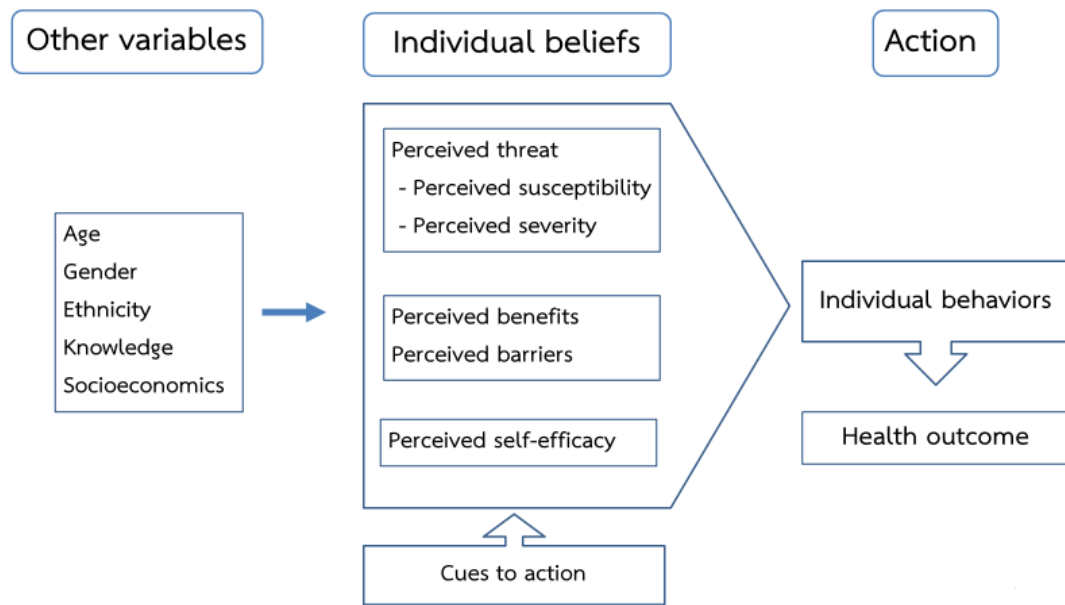 Other variables
Individual beliefs
Action
Age
Gender
Ethnicity
Knowledge
Socioeconomics
Perceived threat
- Perceived susceptibility
- Perceived severity
Perceived benefits
Perceived barriers
Perceived self-efficacy
Cues to action
Individual behaviors
Health outcome